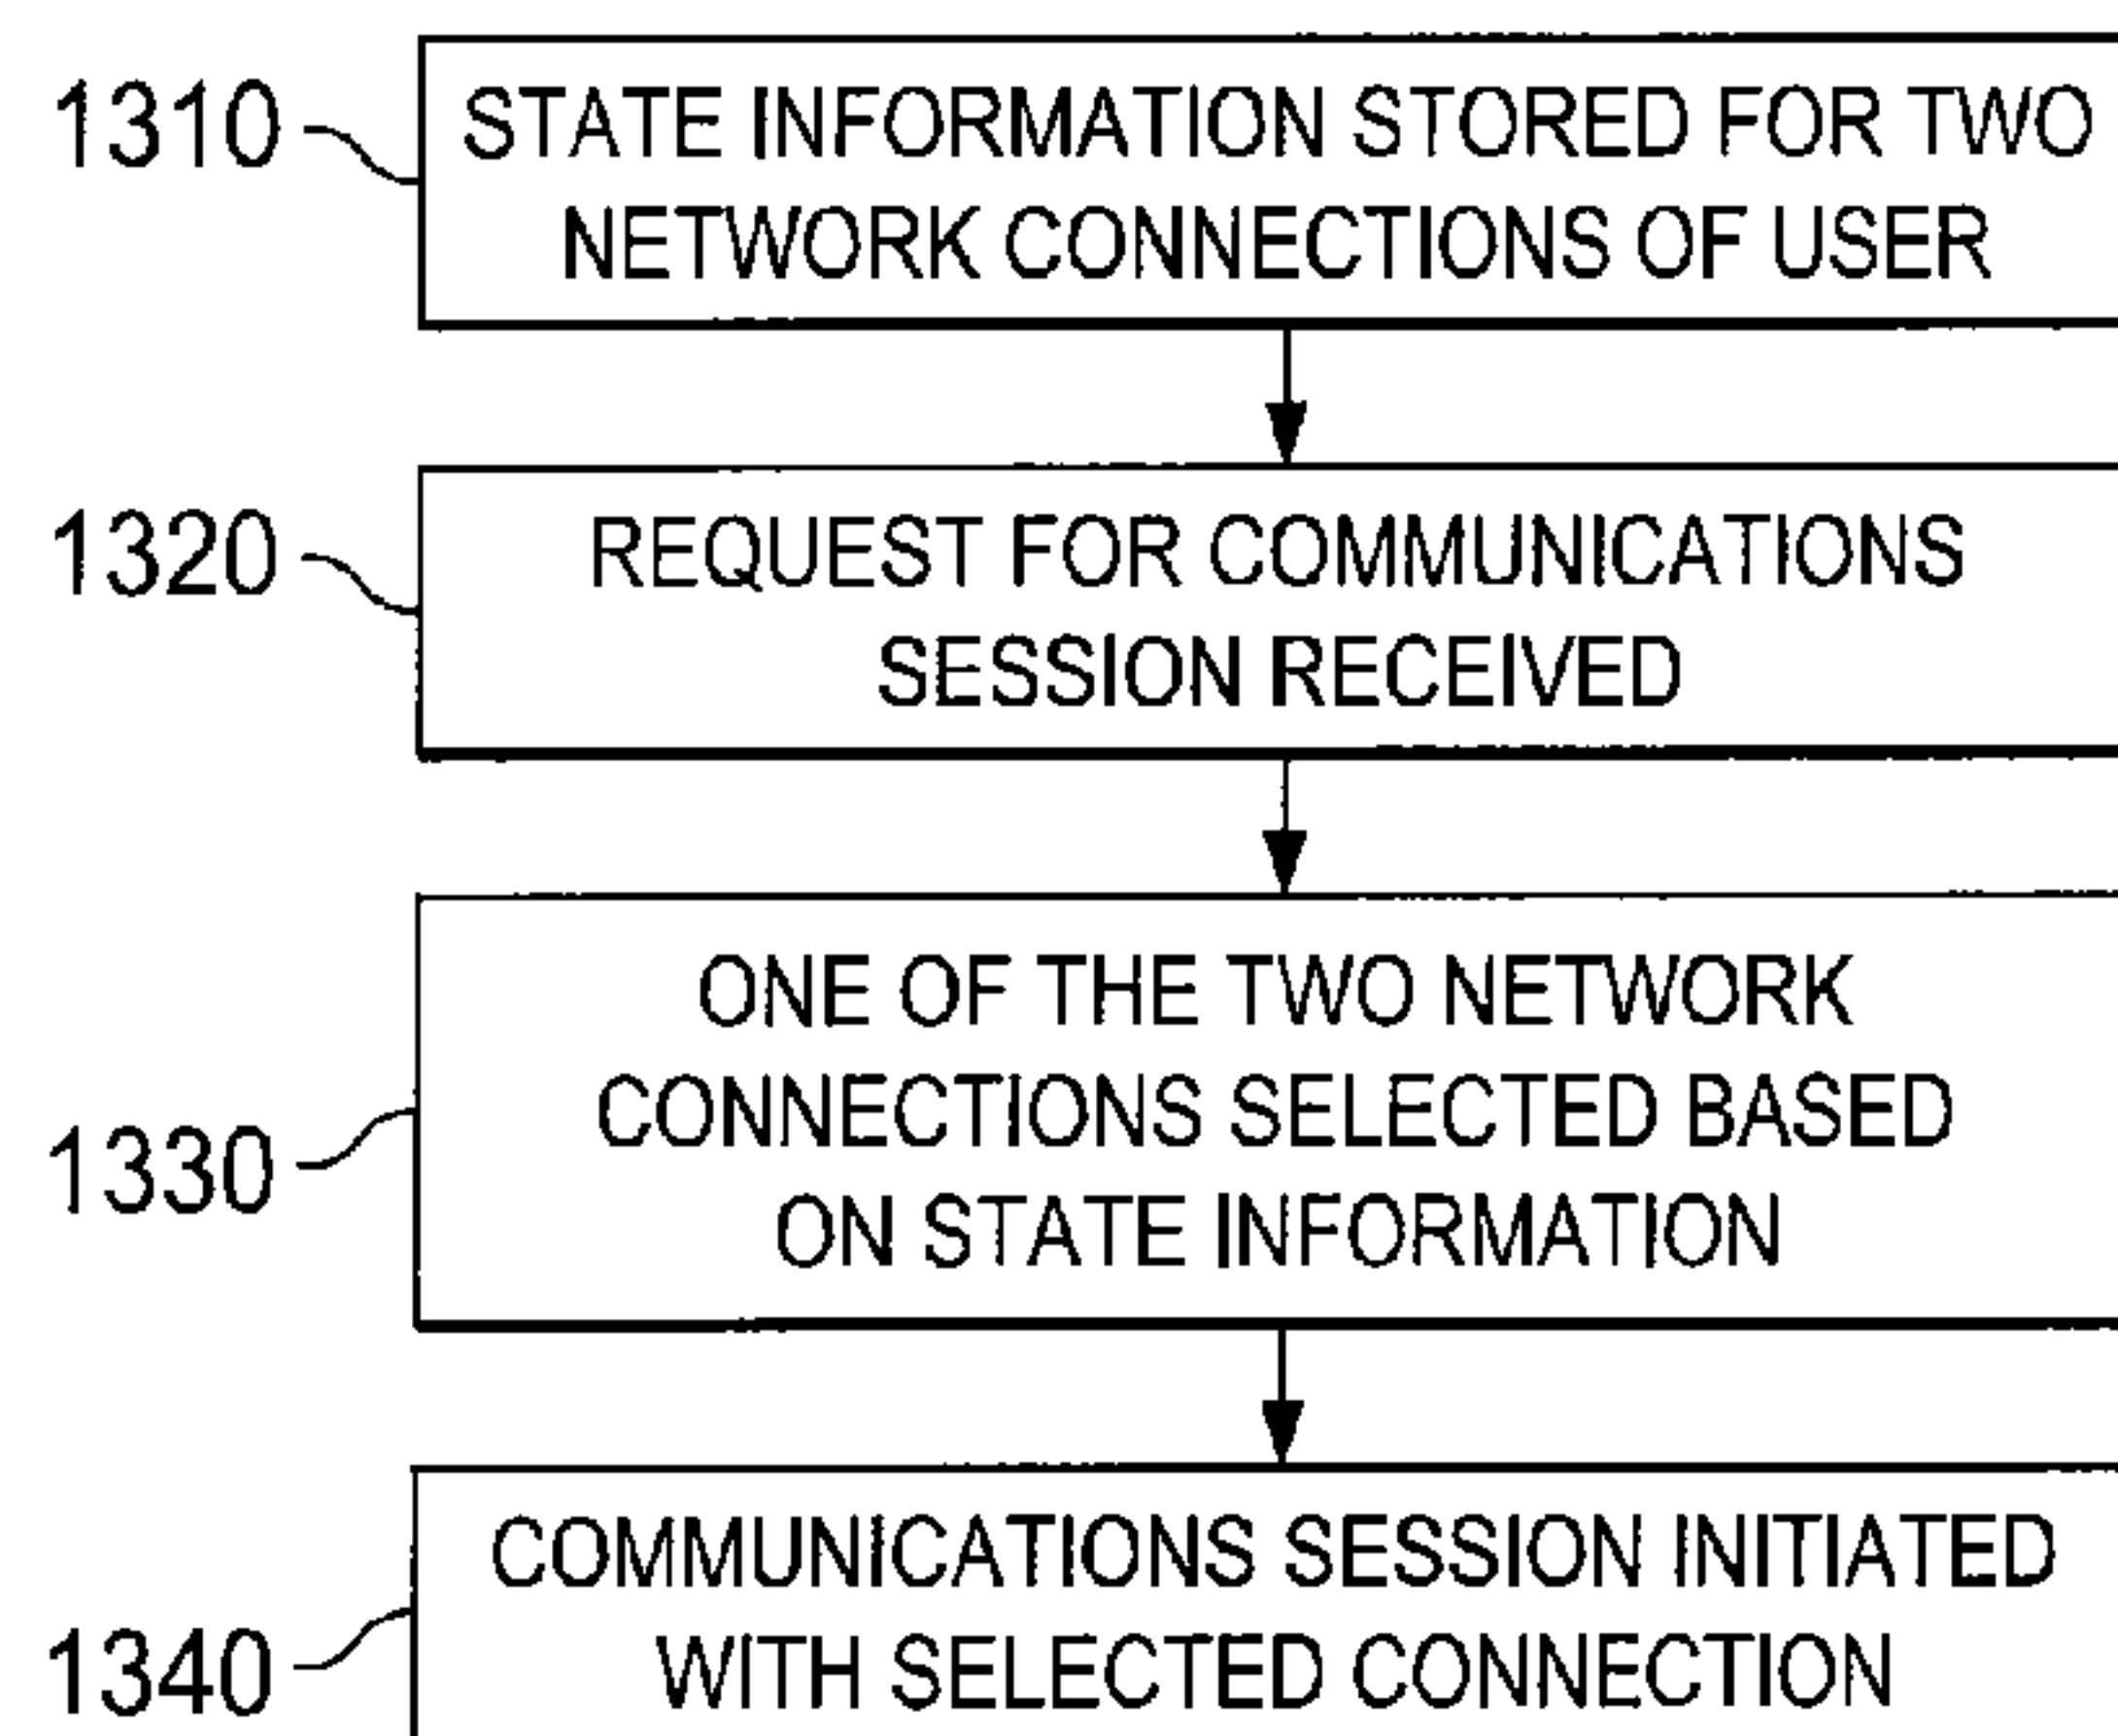 1310
STATE INFORMATION STORED FOR TWO
NETWORK CONNECTIONS OF USER
1320
REQUEST FOR COMMUNICATIONS
SESSION RECEIVED
1330
ONE OF THE TWO NETWORK
CONNECTIONS SELECTED BASED
ON STATE INFORMATION
1340
COMMUNICATIONS SESSION INITIATED
WITH SELECTED CONNECTION